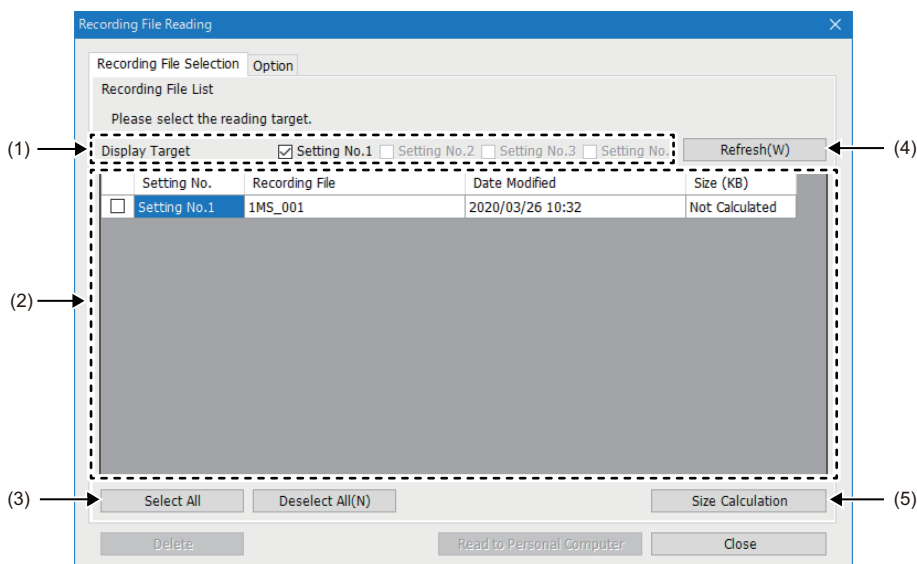 Recording File Reading
Recording File Selection Option
Recording File List
Please select the reading target.
(1) Display Target Setting No.1 Setting No.2 Setting No.3 Setting No. Refresh(W) (4)
Setting No. Recording File Date Modified Size (KB)
Setting No.1 1MS_001 2020/03/26 10:32 Not Calculated
(2)
(3) Select All Deselect All(N) Size Calculation (5)
Delete Read to Personal Computer Close